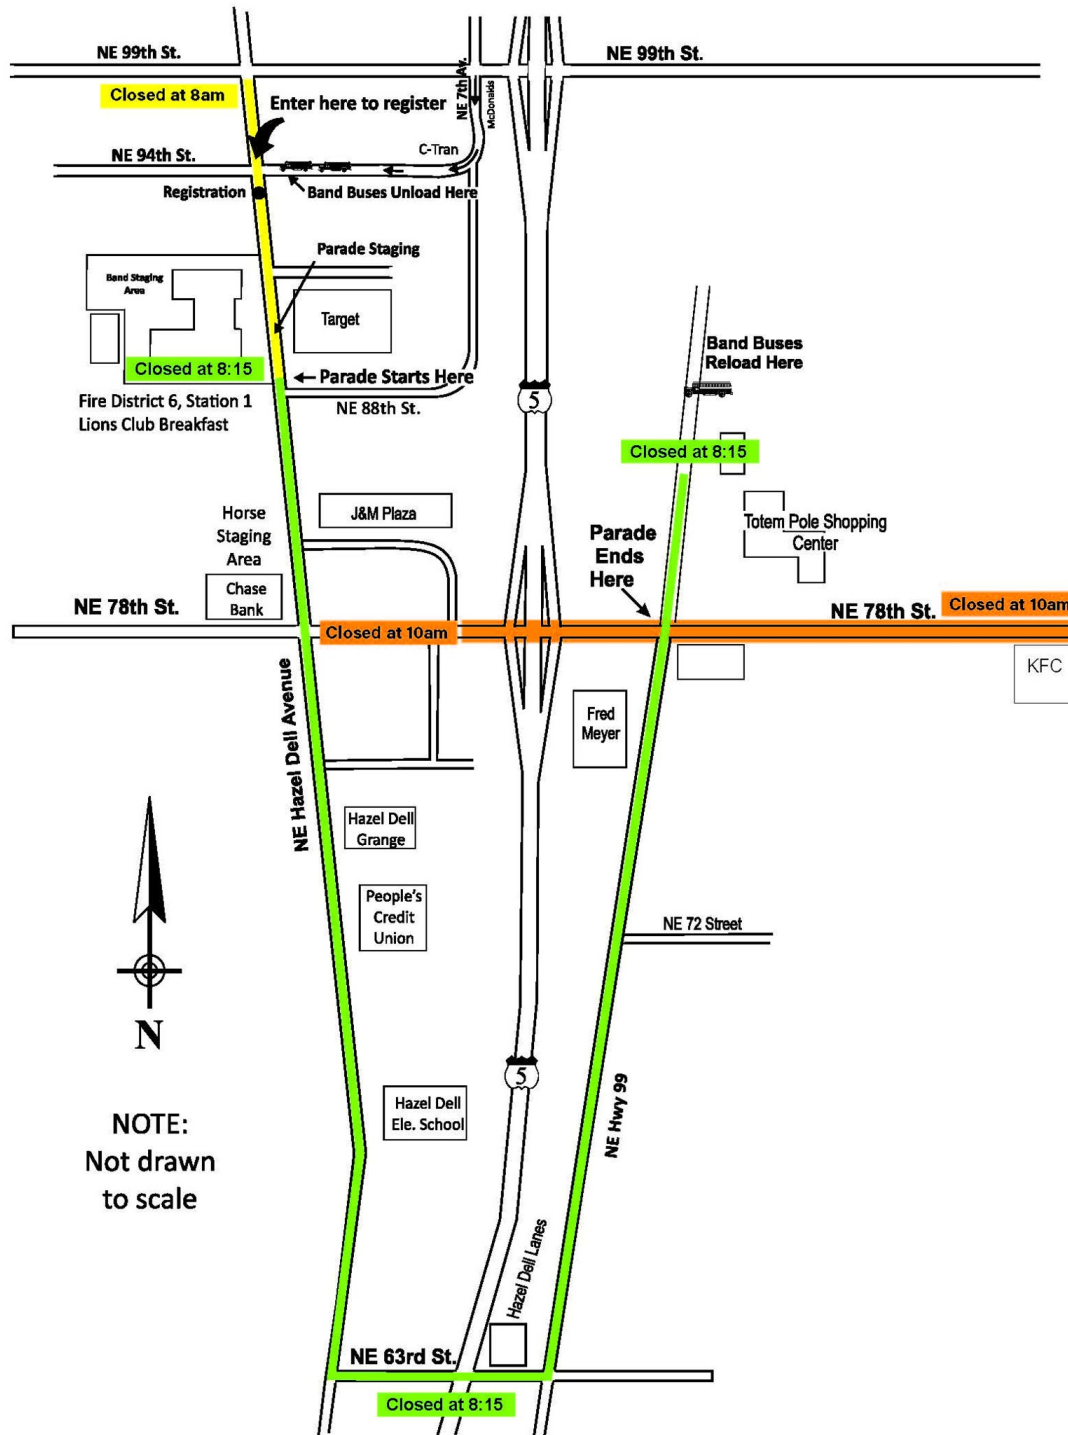 NE 99th St.
NE 99th St.
Closed at 8am
Enter here to register
NE 7th Av.
McDonalds
C-Tran
NE 94th St.
Registration
Band Buses Unload Here
Parade Staging
Band Staging
Area
Target
Closed at 8:15
Parade Starts Here
NE 88th St.
Fire District 6, Station 1
Lions Club Breakfast
5
Band Buses
Reload Here
Closed at 8:15
Horse
Staging
Area
J&M Plaza
Totem Pole Shopping
Center
Parade
Ends
Here
Chase
Bank
NE 78th St.
Closed at 10am
NE 78th St.
Closed at 10am
KFC
Fred
Meyer
NE Hazel Dell Avenue
Hazel Dell
Grange
People's
Credit
Union
NE 72 Street
N
5
Hazel Dell
Ele. School
NE Hwy 99
NOTE:
Not drawn
to scale
Hazel Dell Lanes
NE 63rd St.
Closed at 8:15